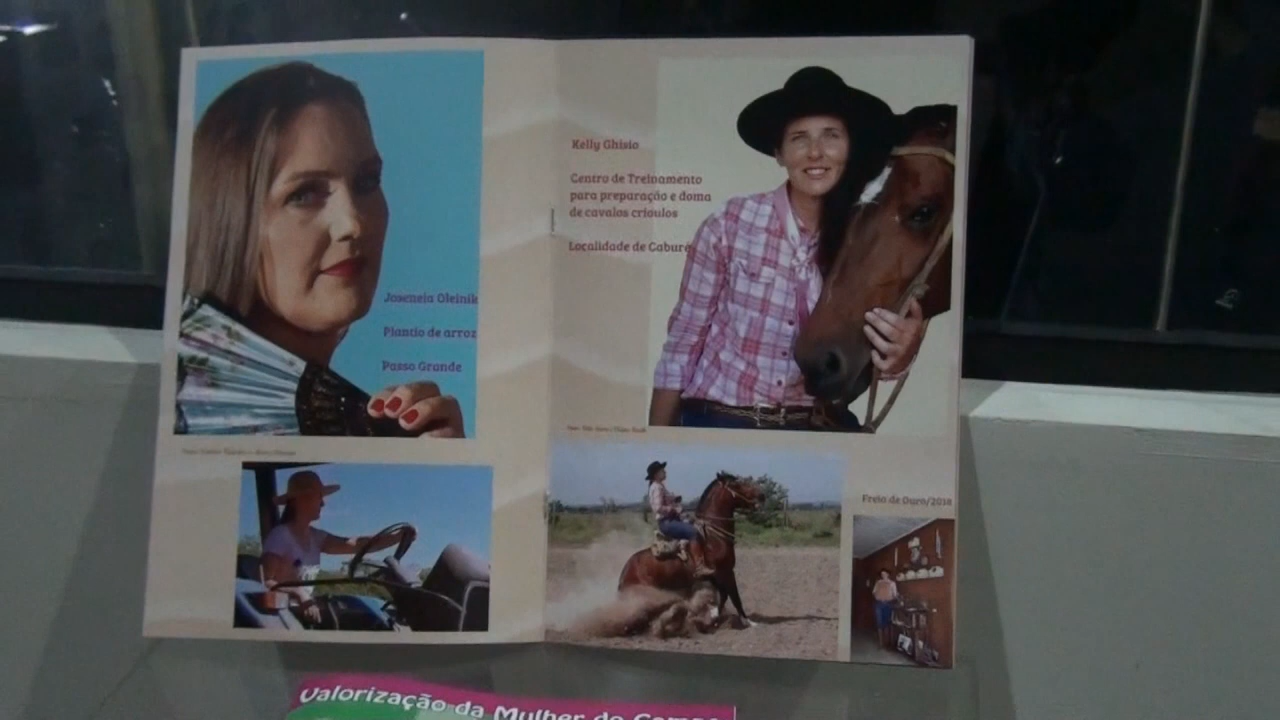 Joseneia Oleinik
Plantio de arroz
Passo Grande
Kelly Ghisio
Centro de Treinamento
para preparação e doma
de cavalos crioulos
Localidade de Caburé
Freio de Ouro/2018
Valorização da Mulher do Campo